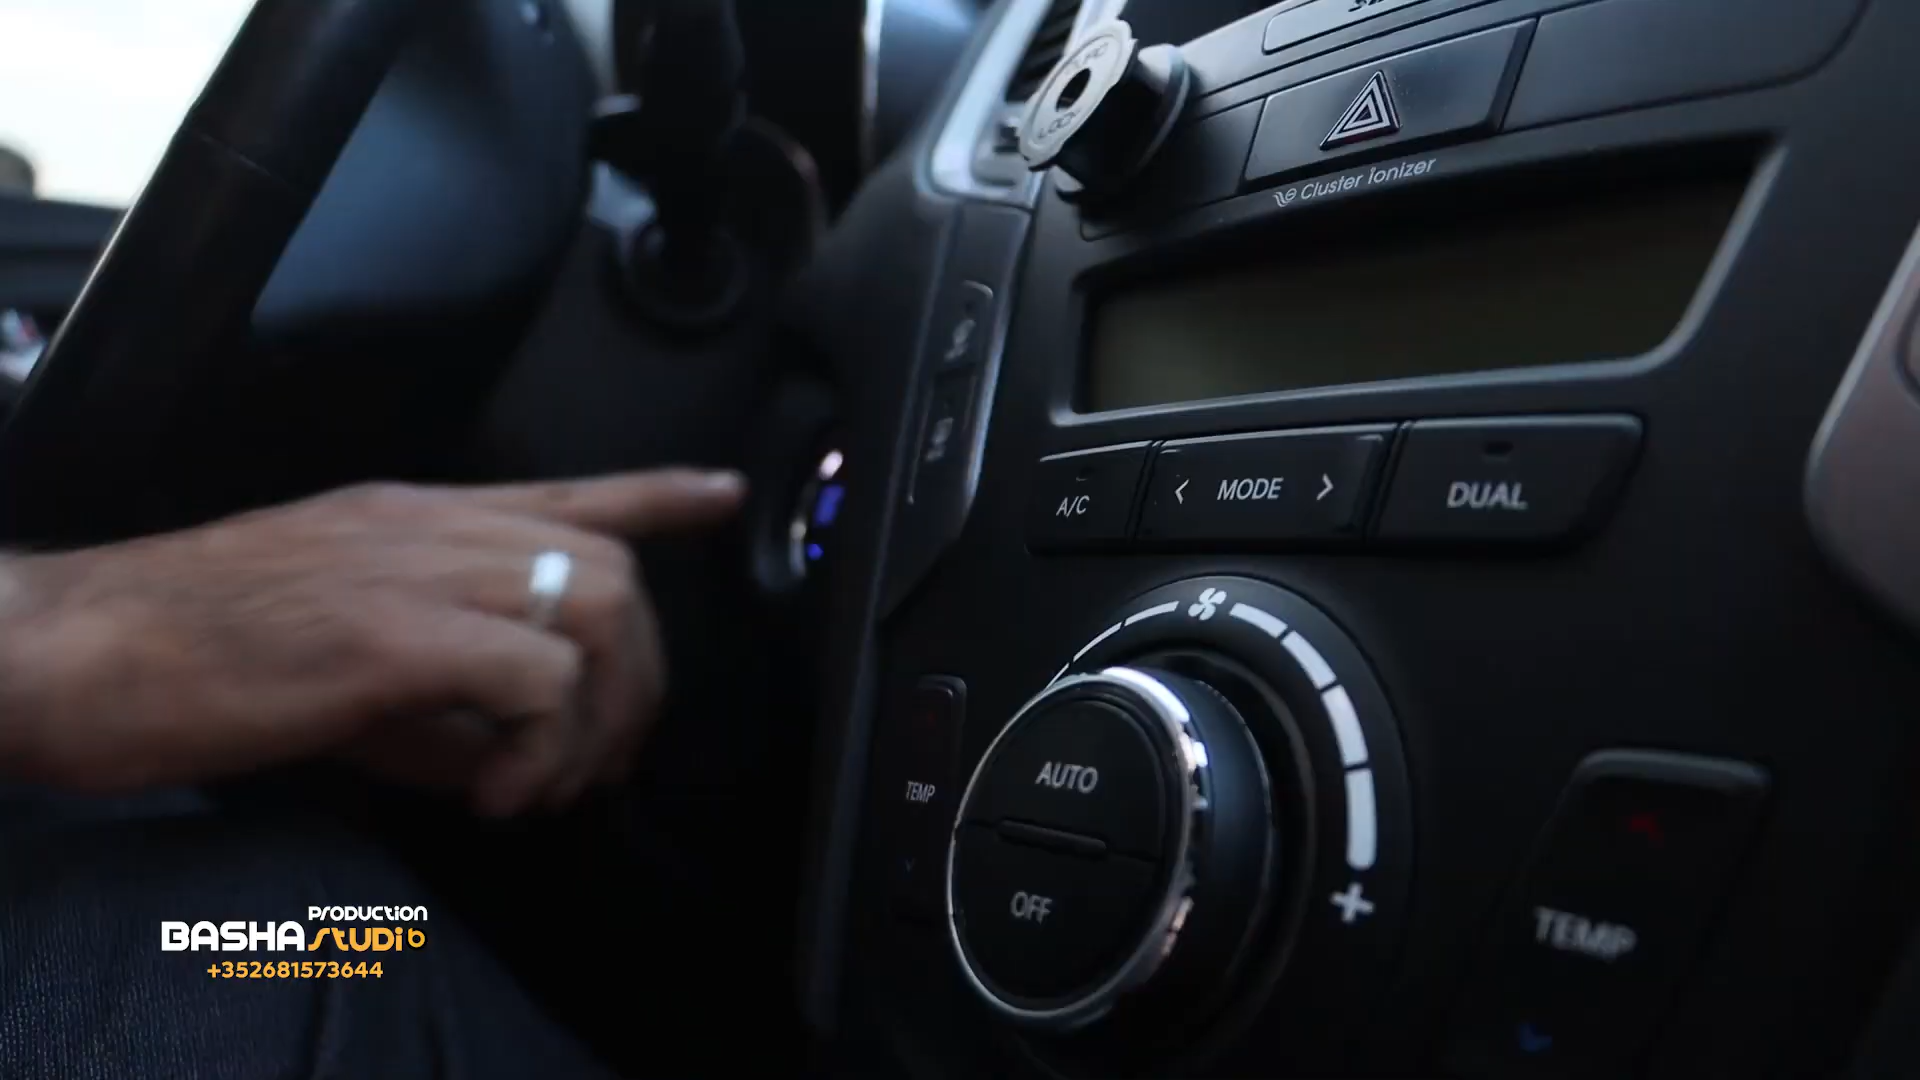 Cluster ionizer
A/C
< MODE >
DUAL
AUTO
OFF
TEMP
TEMP
+
PRODUCTION
BASHA STUDIO
+352681573644